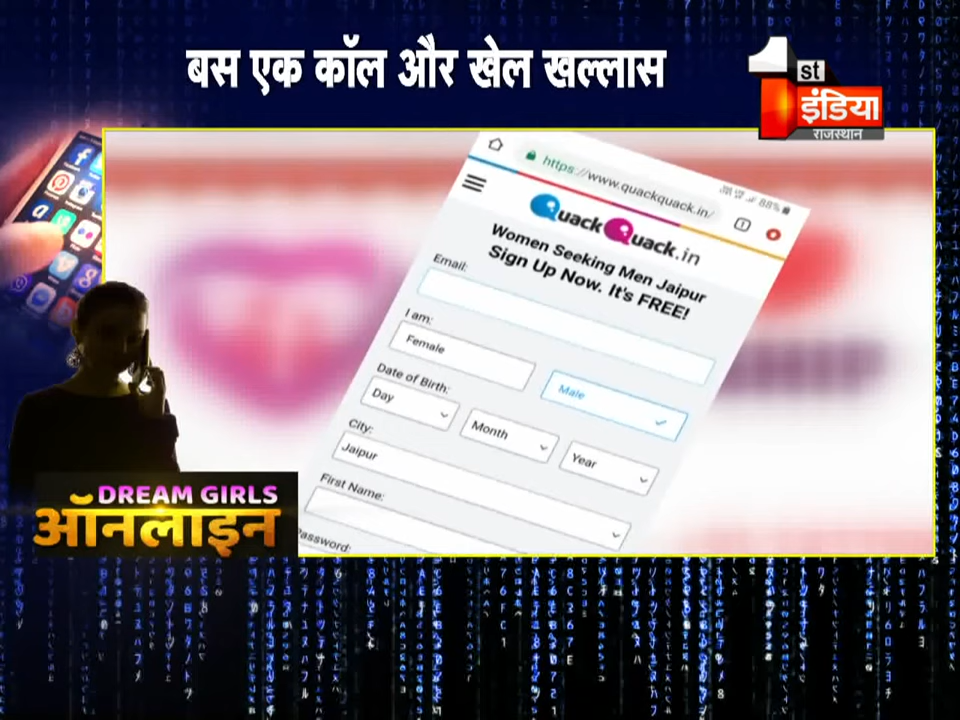 बस एक कॉल और खेल खल्लास
1st
इंडिया
राजस्थान
https://www.quackquack.in/
88%
QuackQuack.in
Women Seeking Men Jaipur
Sign Up Now. It's FREE!
Email:
I am:
Female
Male
Date of Birth:
Day
Month
Year
City:
Jaipur
First Name:
Password:
DREAM GIRLS
ऑनलाइन